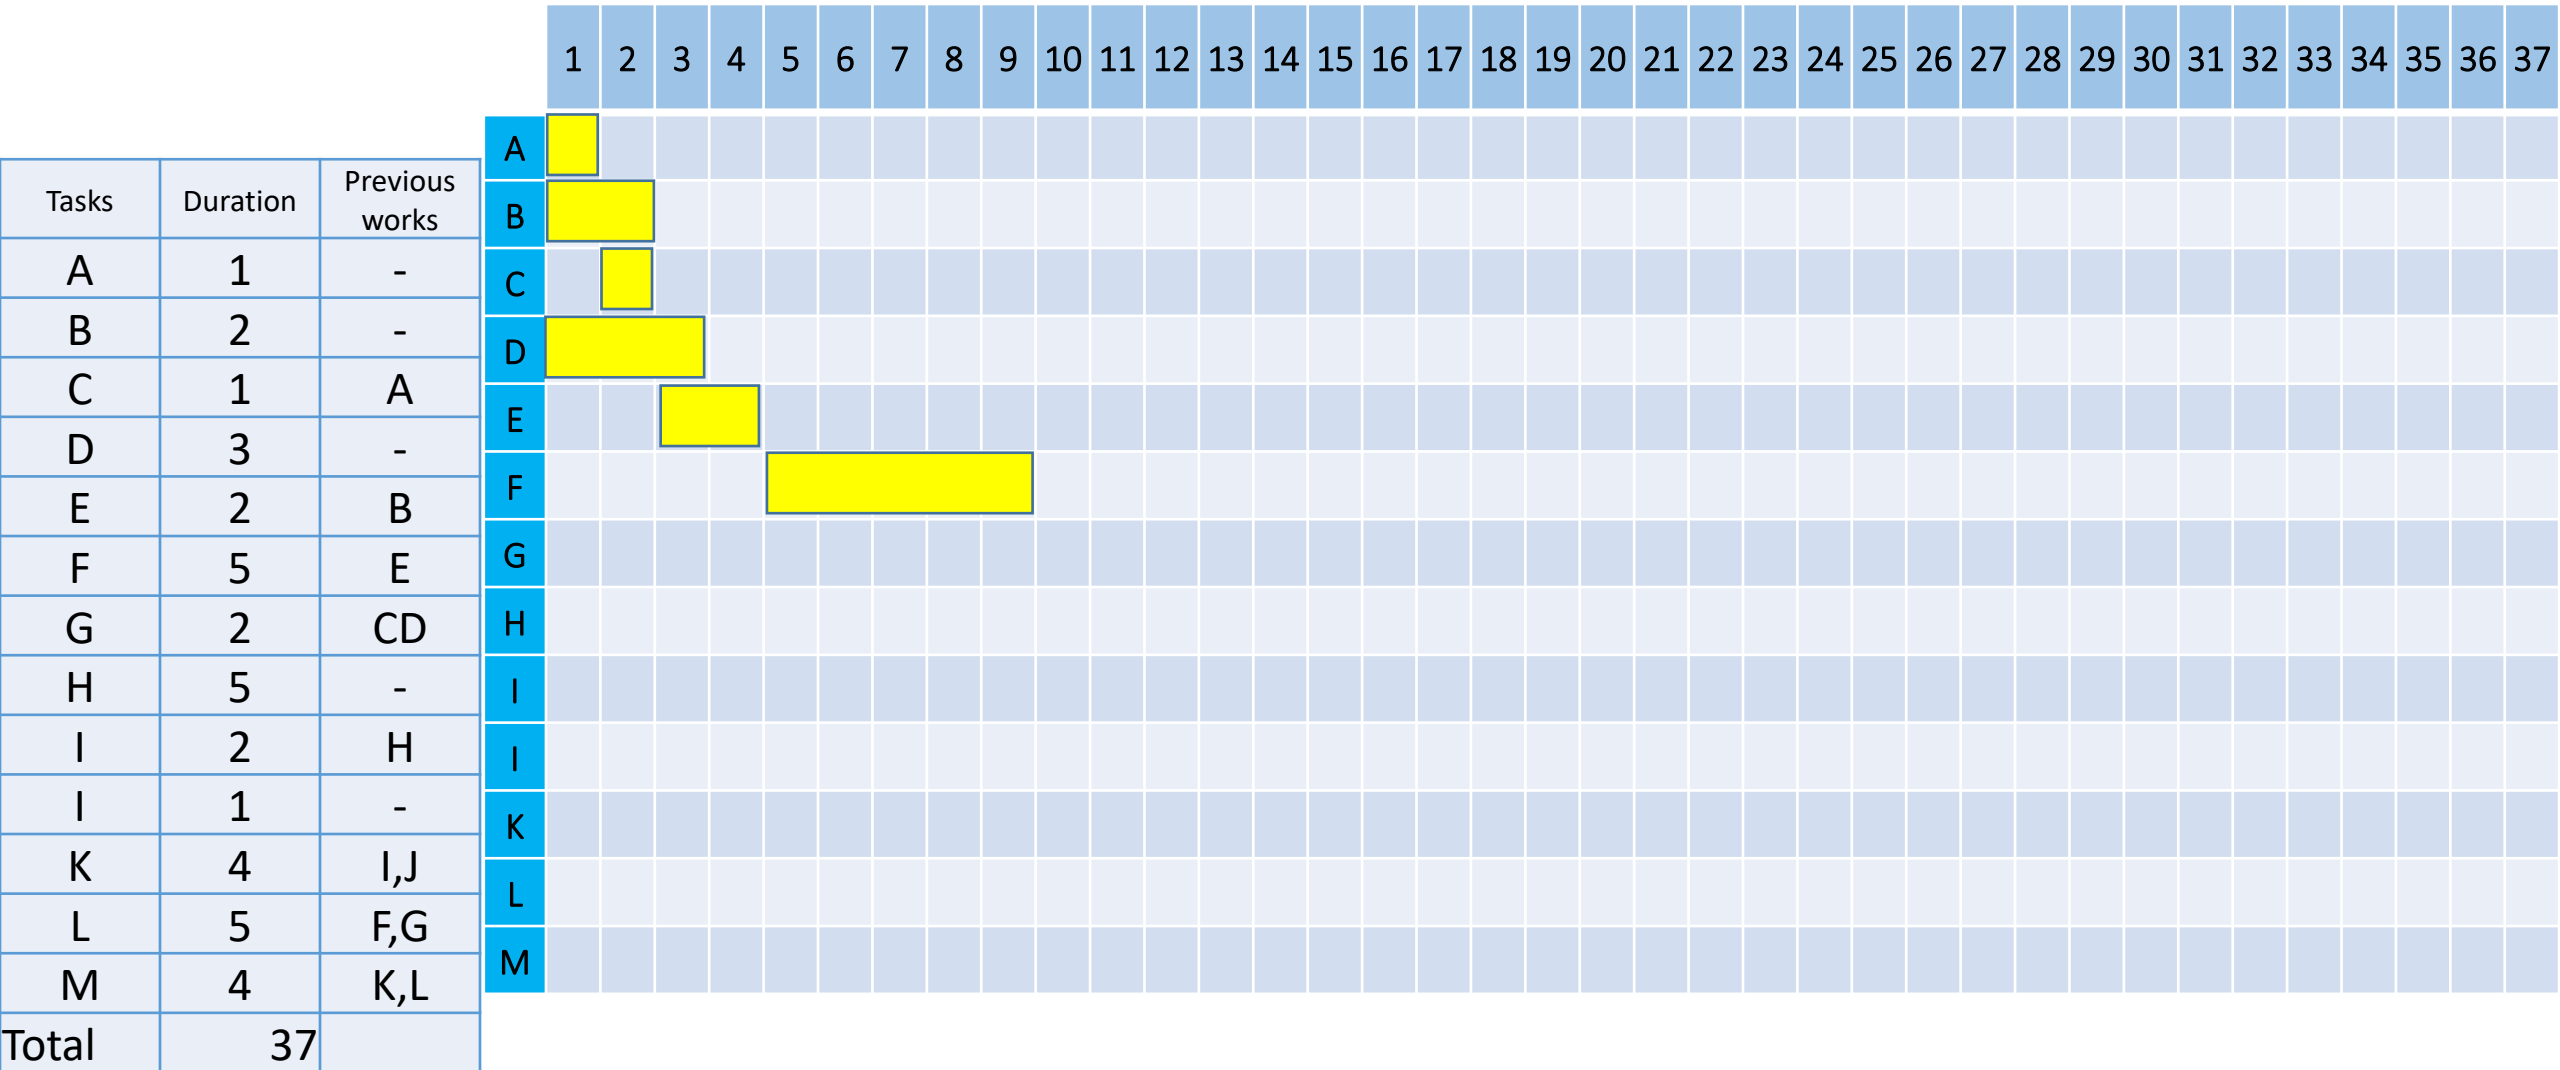 1 2 3 4 5 6 7 8 9 10 11 12 13 14 15 16 17 18 19 20 21 22 23 24 25 26 27 28 29 30 31 32 33 34 35 36 37
Tasks Duration Previous works
A 1 -
B 2 -
C 1 A
D 3 -
E 2 B
F 5 E
G 2 CD
H 5 -
I 2 H
I 1 -
K 4 I,J
L 5 F,G
M 4 K,L
Total 37
A
B
C
D
E
F
G
H
I
I
K
L
M